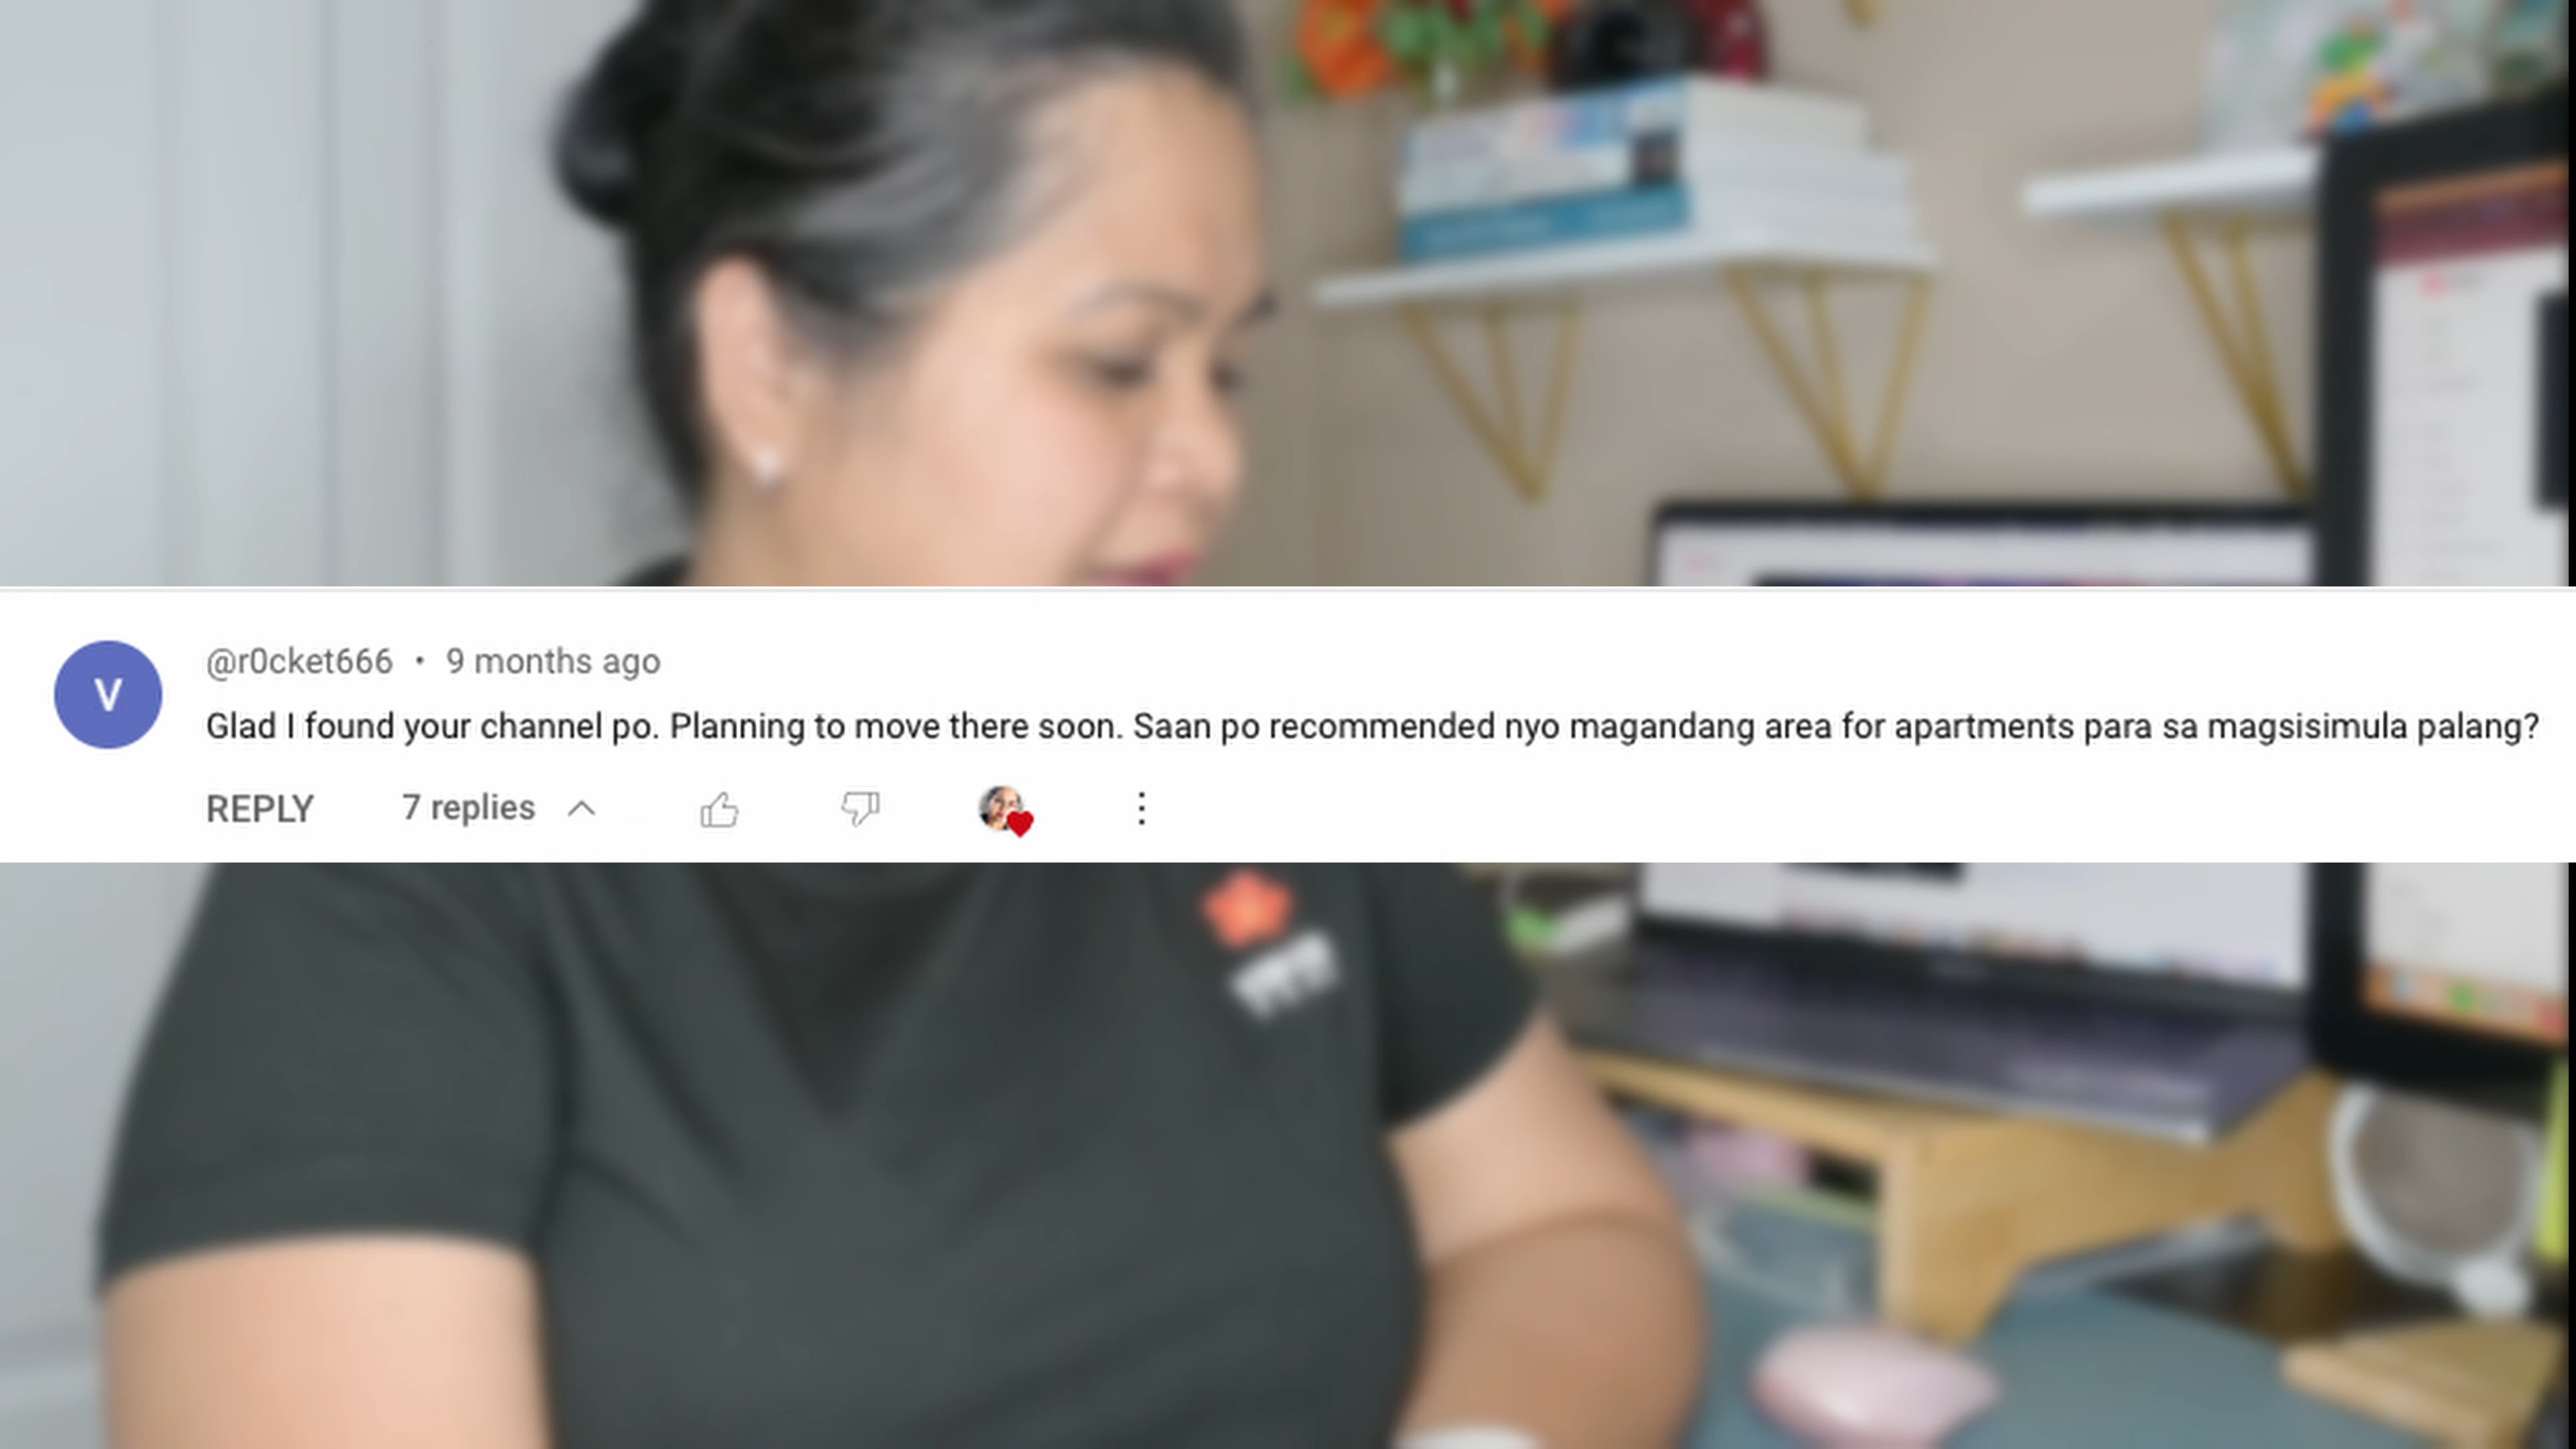 V
@r0cket666 • 9 months ago
Glad I found your channel po. Planning to move there soon. Saan po recommended nyo magandang area for apartments para sa magsisimula palang?
REPLY 7 replies